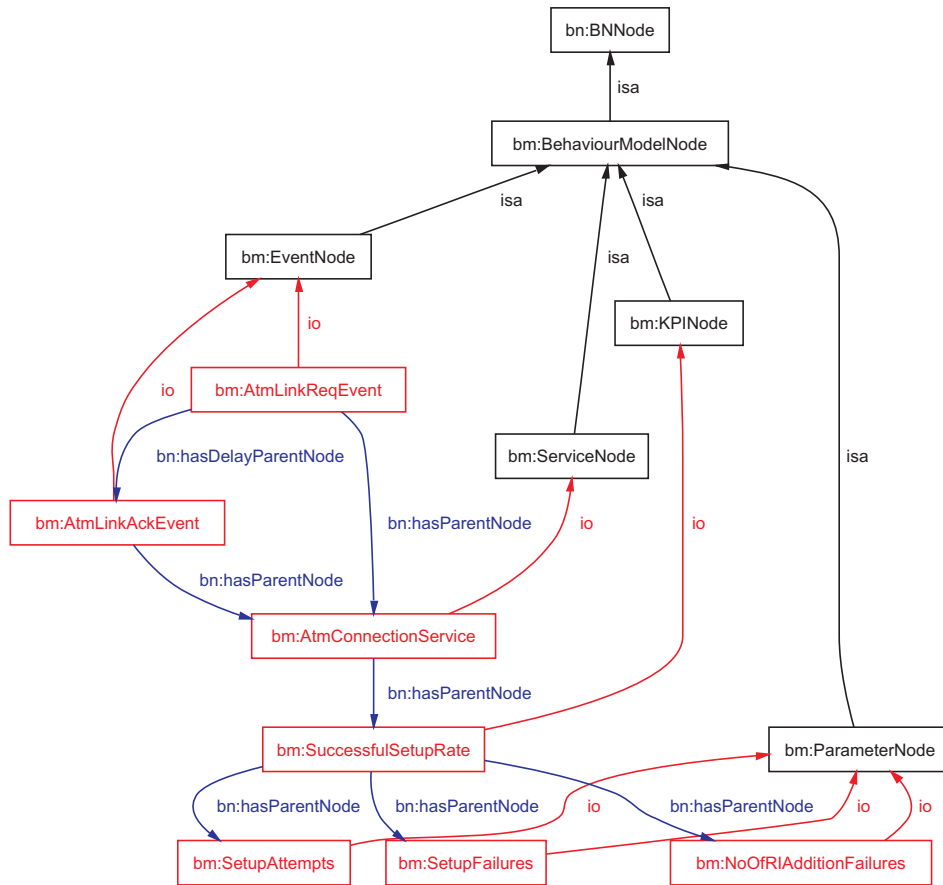 bn:BNNode
isa
bm:BehaviourModelNode
isa
isa
bm:EventNode
isa
bm:KPINode
io
io
bm:AtmLinkReqEvent
bn:hasDelayParentNode
bm:ServiceNode
isa
bm:AtmLinkAckEvent
bn:hasParentNode
io
io
bn:hasParentNode
bm:AtmConnectionService
bn:hasParentNode
bm:SuccessfulSetupRate
bm:ParameterNode
bn:hasParentNode
bn:hasParentNode
io
bn:hasParentNode
io
io
bm:SetupAttempts
bm:SetupFailures
bm:NoOfRIAdditionFailures